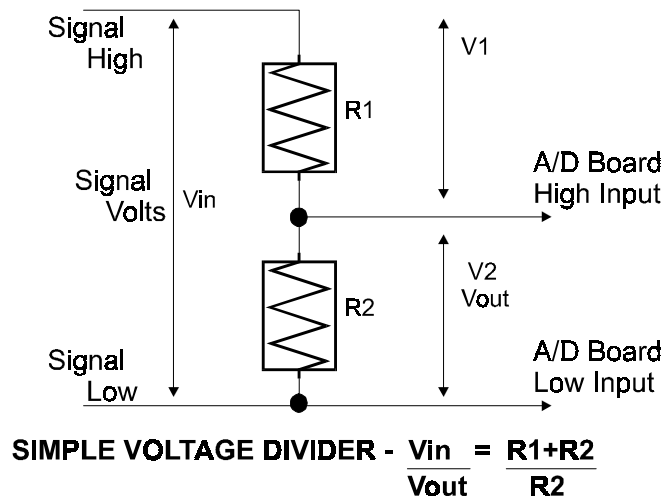 Signal
High
V1
R1
A/D Board
High Input
Signal
Volts
Vin
V2
Vout
R2
A/D Board
Low Input
Signal
Low
SIMPLE VOLTAGE DIVIDER - Vin = R1+R2
Vout R2